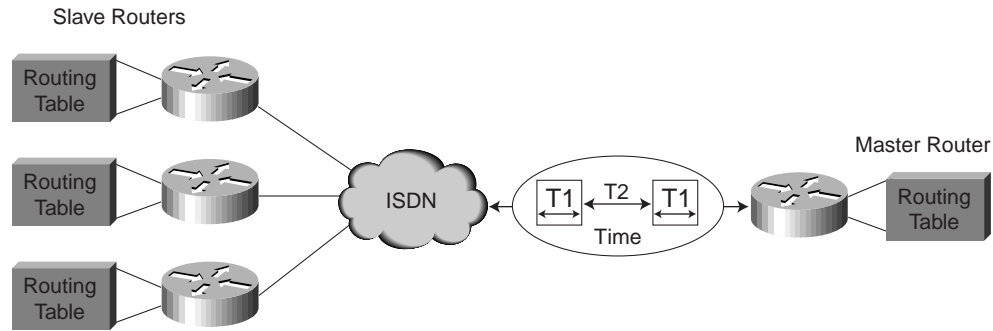 Slave Routers
Routing
Table
Routing
Table
Routing
Table
ISDN
T1
T2
T1
Time
Master Router
Routing
Table